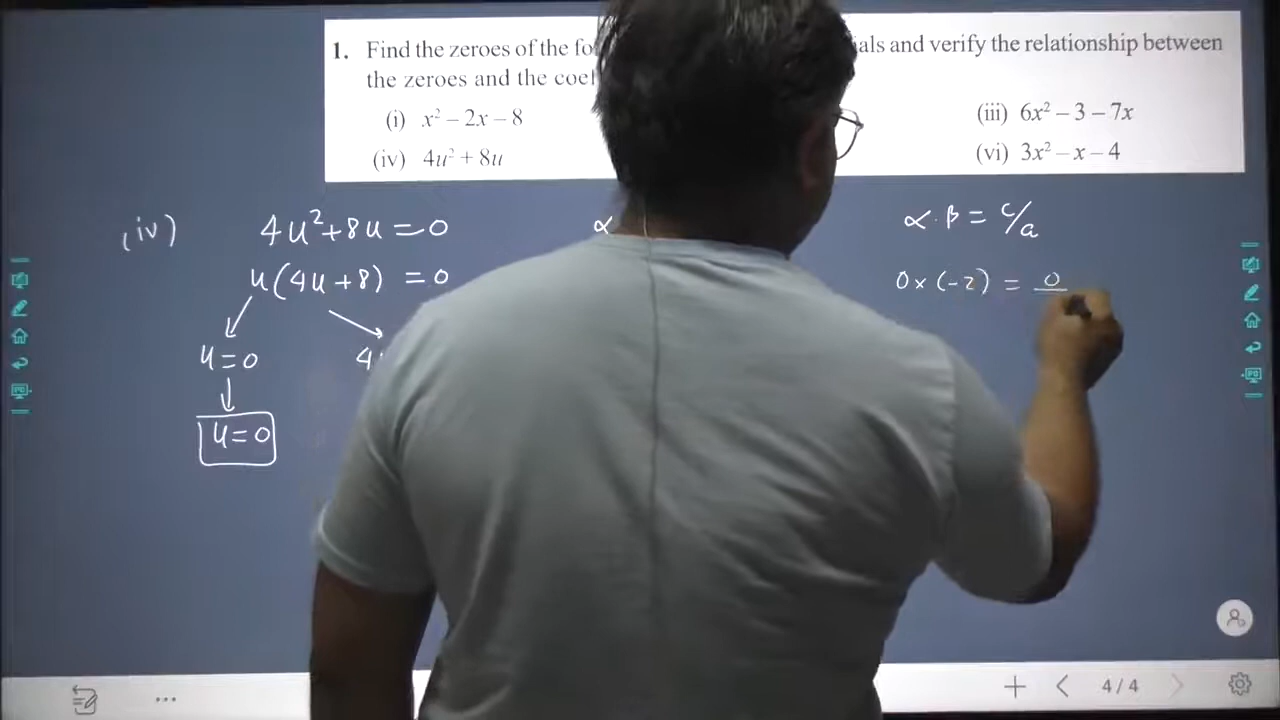 1. Find the zeroes of the fo als and verify the relationship between
the zeroes and the coef
(i) x² – 2x – 8 (iii) 6x² – 3 – 7x
(iv) 4u² + 8u (vi) 3x² – x – 4
(iv) 4u²+8u=0 α α·β = c/a
u(4u+8) =0 0×(-2) = 0
u=0 4
u=0
4/4